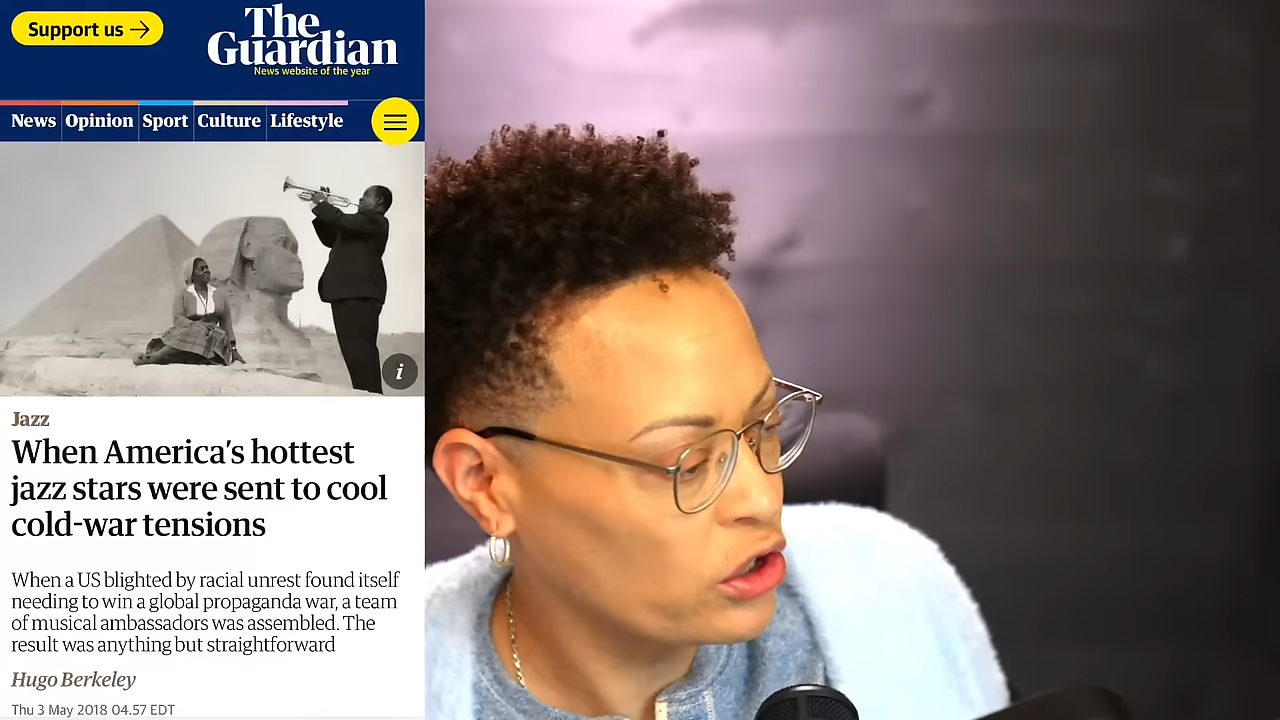 Support us →
The
Guardian
News website of the year
News
Opinion
Sport
Culture
Lifestyle
i
Jazz
When America's hottest
jazz stars were sent to cool
cold-war tensions
When a US blighted by racial unrest found itself
needing to win a global propaganda war, a team
of musical ambassadors was assembled. The
result was anything but straightforward
Hugo Berkeley
Thu 3 May 2018 04.57 EDT